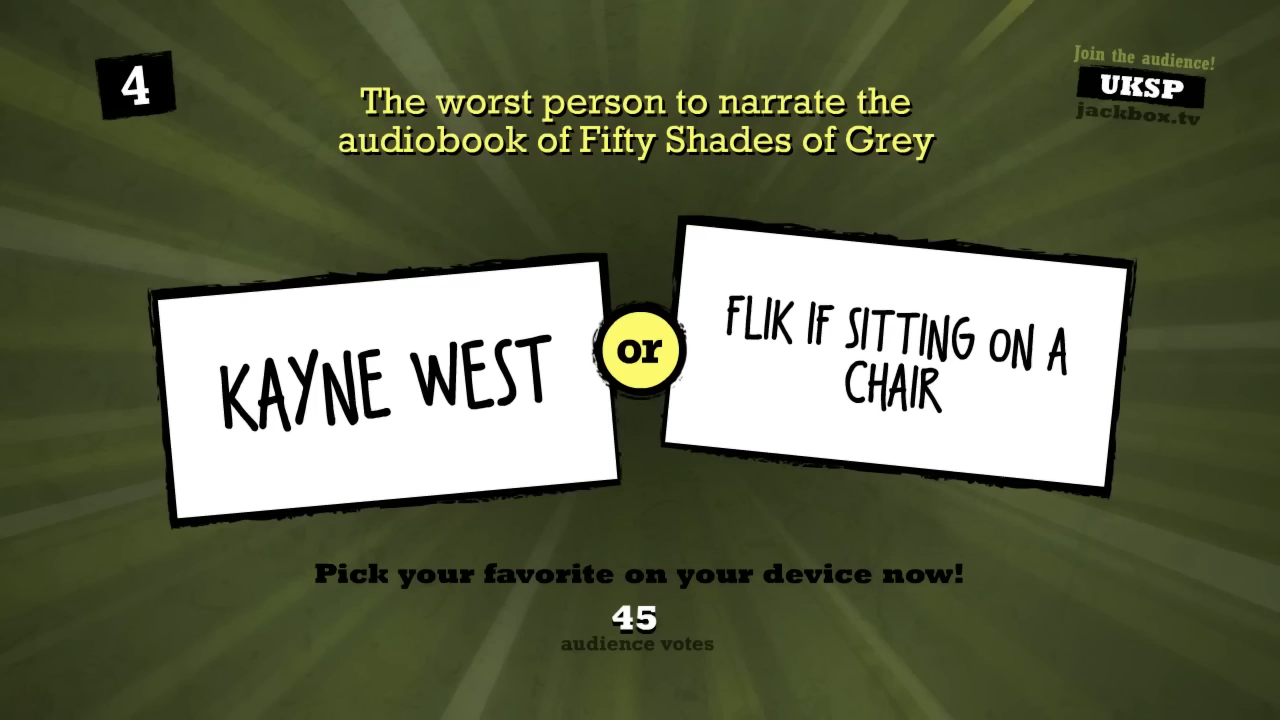 4
The worst person to narrate the
audiobook of Fifty Shades of Grey
Join the audience!
UKSP
jackbox.tv
KAYNE WEST
or
FLIK IF SITTING ON A
CHAIR
Pick your favorite on your device now!
45
audience votes